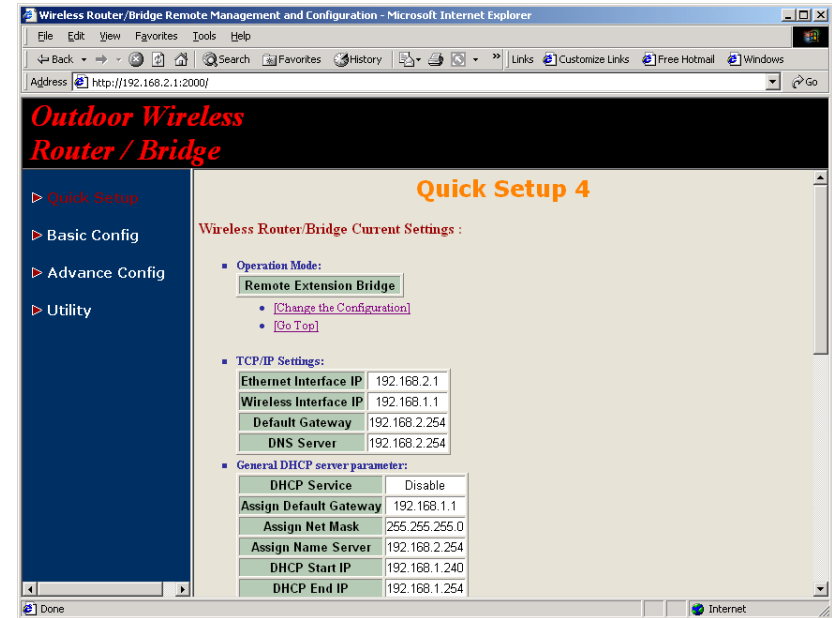 Wireless Router/Bridge Remote Management and Configuration - Microsoft Internet Explorer
File Edit View Favorites Tools Help
Back Search Favorites History » Links Customize Links Free Hotmail Windows
Address http://192.168.2.1:2000/ Go
Outdoor Wireless
Router / Bridge
Quick Setup
Basic Config
Advance Config
Utility
Quick Setup 4
Wireless Router/Bridge Current Settings :
Operation Mode:
Remote Extension Bridge
[Change the Configuration]
[Go Top]
TCP/IP Settings:
Ethernet Interface IP 192.168.2.1
Wireless Interface IP 192.168.1.1
Default Gateway 192.168.2.254
DNS Server 192.168.2.254
General DHCP server parameter:
DHCP Service Disable
Assign Default Gateway 192.168.1.1
Assign Net Mask 255.255.255.0
Assign Name Server 192.168.2.254
DHCP Start IP 192.168.1.240
DHCP End IP 192.168.1.254
Done Internet